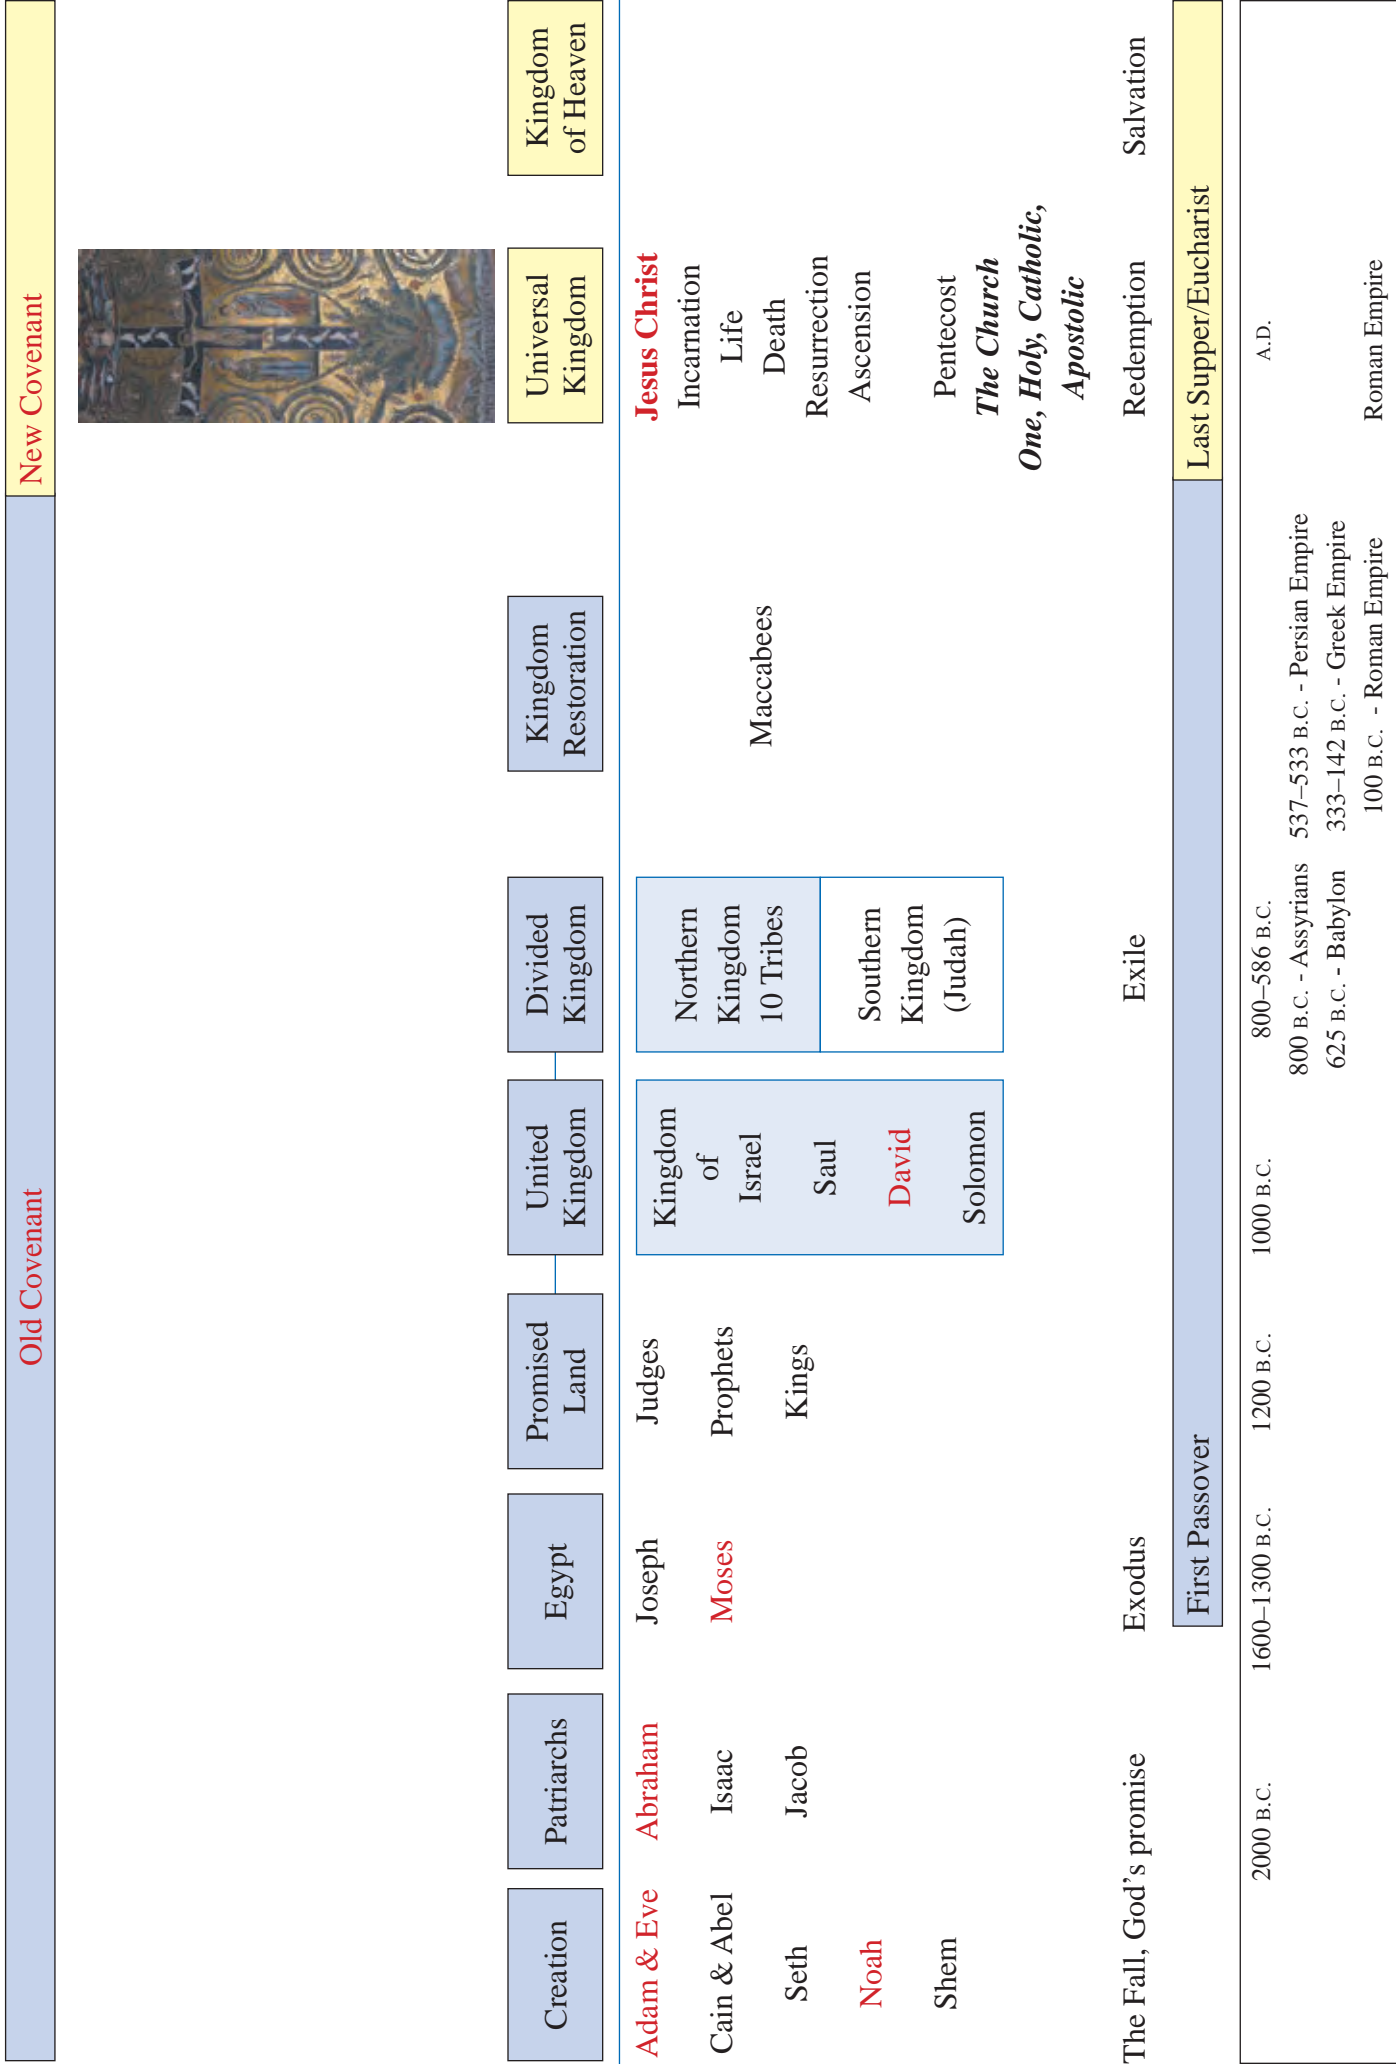 Old Covenant
New Covenant
Creation
Patriarchs
Egypt
Promised
Land
United
Kingdom
Divided
Kingdom
Kingdom
Restoration
Universal
Kingdom
Kingdom
of Heaven
Adam & Eve
Cain & Abel
Seth
Noah
Shem
Abraham
Isaac
Jacob
Joseph
Moses
Judges
Prophets
Kings
Kingdom
of
Israel
Saul
David
Solomon
Northern
Kingdom
10 Tribes
Southern
Kingdom
(Judah)
Maccabees
Jesus Christ
Incarnation
Life
Death
Resurrection
Ascension
Pentecost
The Church
One, Holy, Catholic,
Apostolic
The Fall, God’s promise
Exodus
Exile
Redemption
Salvation
First Passover
Last Supper/Eucharist
2000 B.C.
1600–1300 B.C.
1200 B.C.
1000 B.C.
800–586 B.C.
800 B.C. - Assyrians
625 B.C. - Babylon
537–533 B.C. - Persian Empire
333–142 B.C. - Greek Empire
100 B.C. - Roman Empire
A.D.
Roman Empire